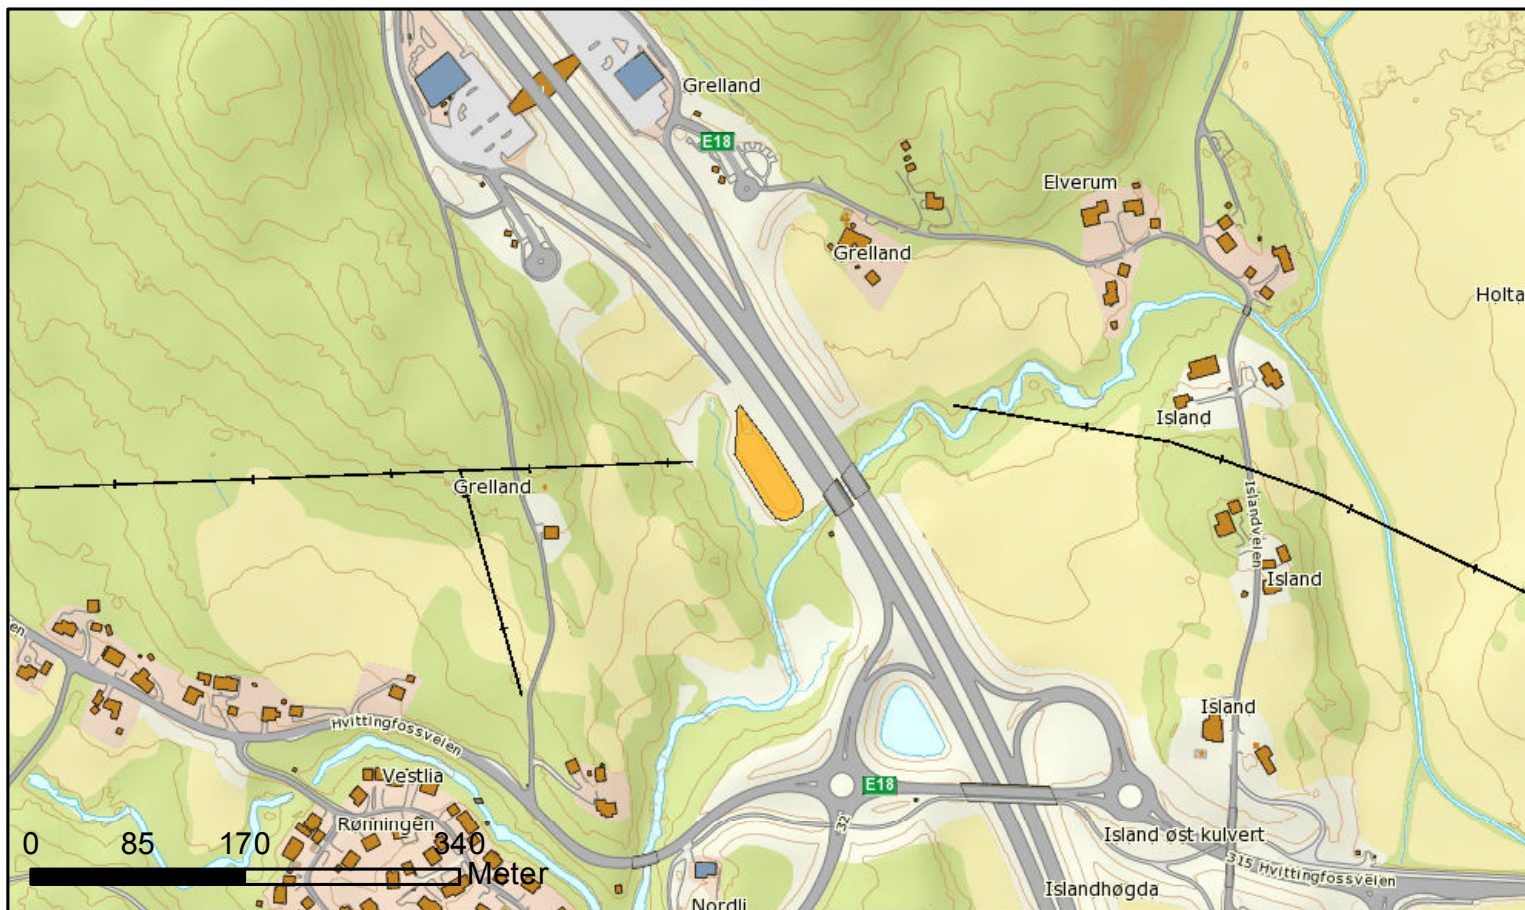 Grelland
E18
Elverum
Grelland
Holta
Island
Grelland
Islandveien
Island
en
Island
Hvittingfossveien
Vestlia
E18
32
Rønningen
Island øst kulvert
0 85 170 340
Meter
315 Hvittingfossveien
Islandhøgda
Nordli